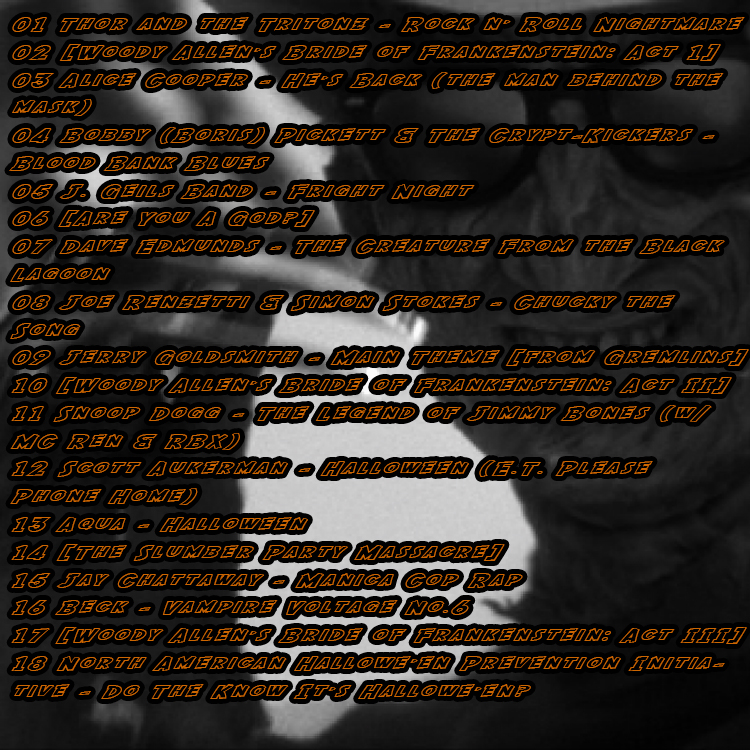 01 Thor and the Tritonz - Rock n' Roll Nightmare
02 [Woody Allen's Bride of Frankenstein: Act 1]
03 Alice Cooper - He's Back (the man behind the
mask)
04 Bobby (Boris) Pickett & The Crypt-Kickers -
Blood Bank Blues
05 J. Geils Band - Fright Night
06 [Are you A God?]
07 Dave Edmunds - The Creature From the Black
Lagoon
08 Joe Renzetti & Simon Stokes - Chucky the
Song
09 Jerry Goldsmith - Main Theme [from Gremlins]
10 [Woody Allen's Bride of Frankenstein: Act II]
11 Snoop Dogg - The Legend of Jimmy Bones (w/
MC Ren & RBX)
12 Scott Aukerman - Halloween (E.T. Please
Phone Home)
13 Aqua - Halloween
14 [The Slumber Party Massacre]
15 Jay Chattaway - Manica Cop Rap
16 Beck - Vampire Voltage No.6
17 [Woody Allen's Bride of Frankenstein: Act III]
18 North American Hallowe'en Prevention Initia-
tive - Do The Know It's Hallowe'en?